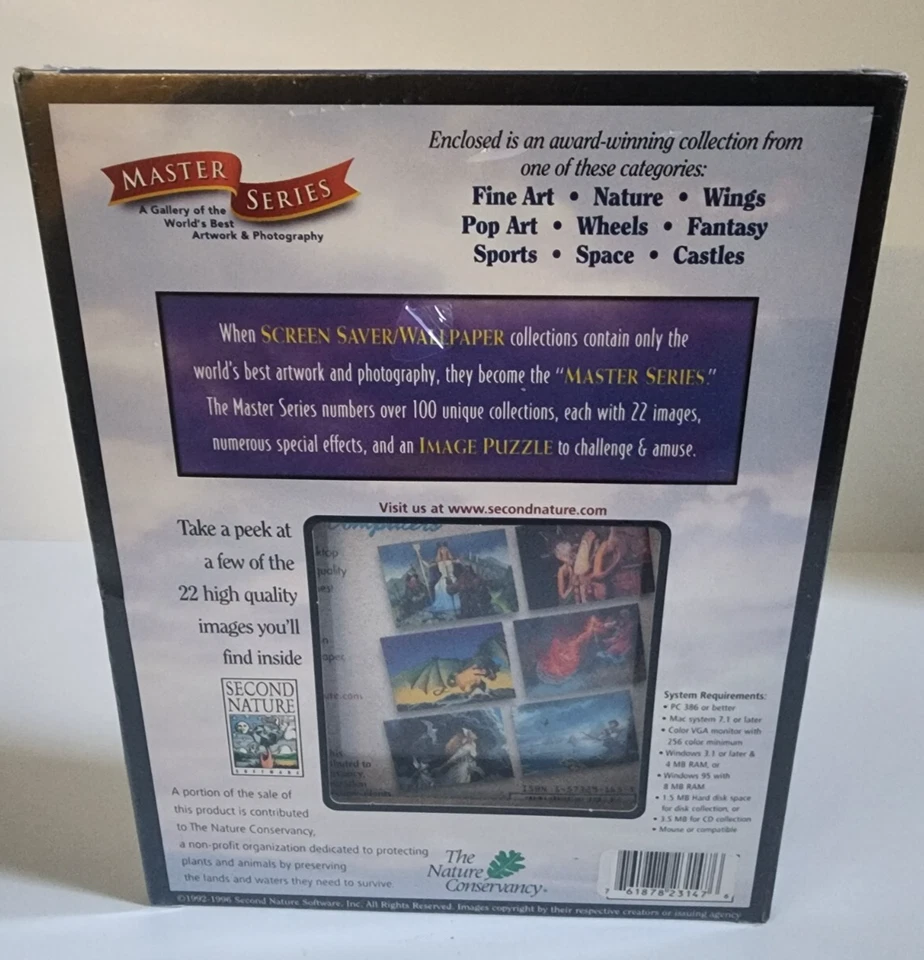 MASTER
SERIES
A Gallery of the
World's Best
Artwork & Photography
Enclosed is an award-winning collection from
one of these categories:
Fine Art • Nature • Wings
Pop Art • Wheels • Fantasy
Sports • Space • Castles
When SCREEN SAVER/WALLPAPER collections contain only the
world's best artwork and photography, they become the "MASTER SERIES."
The Master Series numbers over 100 unique collections, each with 22 images,
numerous special effects, and an IMAGE PUZZLE to challenge & amuse.
Visit us at www.secondnature.com
Take a peek at
a few of the
22 high quality
images you'll
find inside
Computers
SECOND
NATURE
SOFTWARE
System Requirements:
• PC 386 or better
• Mac system 7.1 or later
• Color VGA monitor with
256 color minimum
• Windows 3.1 or later &
4 MB RAM, or
• Windows 95 with
8 MB RAM
• 1.5 MB Hard disk space
for disk collection, or
• 3.5 MB for CD collection
• Mouse or compatible
A portion of the sale of
this product is contributed
to The Nature Conservancy,
a non-profit organization dedicated to protecting
plants and animals by preserving
the lands and waters they need to survive.
The
Nature
Conservancy®
7 61878 23147 8
©1992-1996 Second Nature Software, Inc. All Rights Reserved. Images copyright by their respective creators or issuing agency